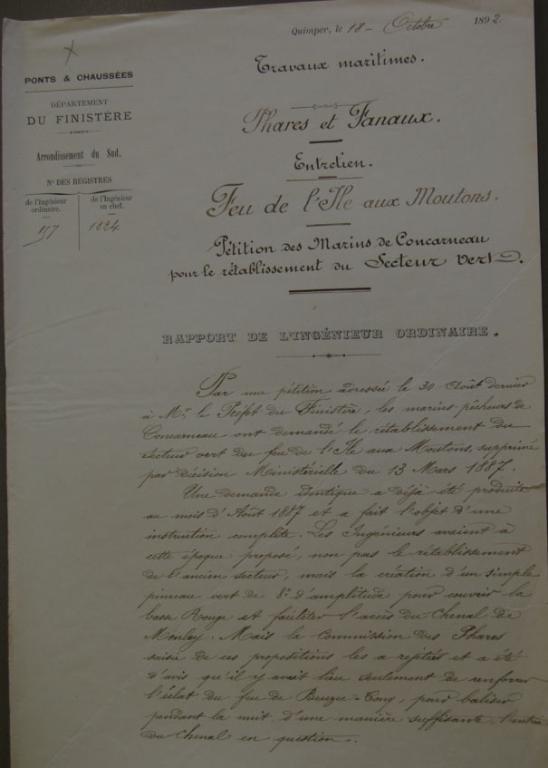 Quimper, le 18 - Octobre 1892.
PONTS & CHAUSSÉES
DÉPARTEMENT
DU FINISTÈRE
Arrondissement du Sud.
Nos DES REGISTRES
de l'Ingénieur ordinaire.
de l'Ingénieur en chef.
197
1024
Travaux maritimes.
Phares et Fanaux.
Entretien.
Feu de l'Ile aux Moutons.
Pétition des Marins de Concarneau
pour le rétablissement du Secteur vert.
RAPPORT DE L'INGÉNIEUR ORDINAIRE.
Par une pétition adressée le 30 Août dernier
à Mr. le Préfet du Finistère, les marins pêcheurs de
Concarneau ont demandé le rétablissement du
secteur vert du feu de l'Ile aux Moutons, supprimé
par décision Ministérielle du 13 Mars 1887.
Une demande identique a déjà été produite
au mois d'Août 1887 et a fait l'objet d'une
instruction complète. Les Ingénieurs avaient à
cette époque proposé, non pas le rétablissement
de l'ancien secteur, mais la création d'un simple
pinceau vert de 8° d'amplitude pour couvrir la
basse Rouge et faciliter l'accès du Chenal de
. Mais la Commission des Phares
saisie de ces propositions les a rejetées et a été
d'avis qu'il y avait lieu seulement de renforcer
l'éclat du feu de Beuzec-Conq, pour baliser
pendant la nuit d'une manière suffisante l'entrée
du Chenal en question.